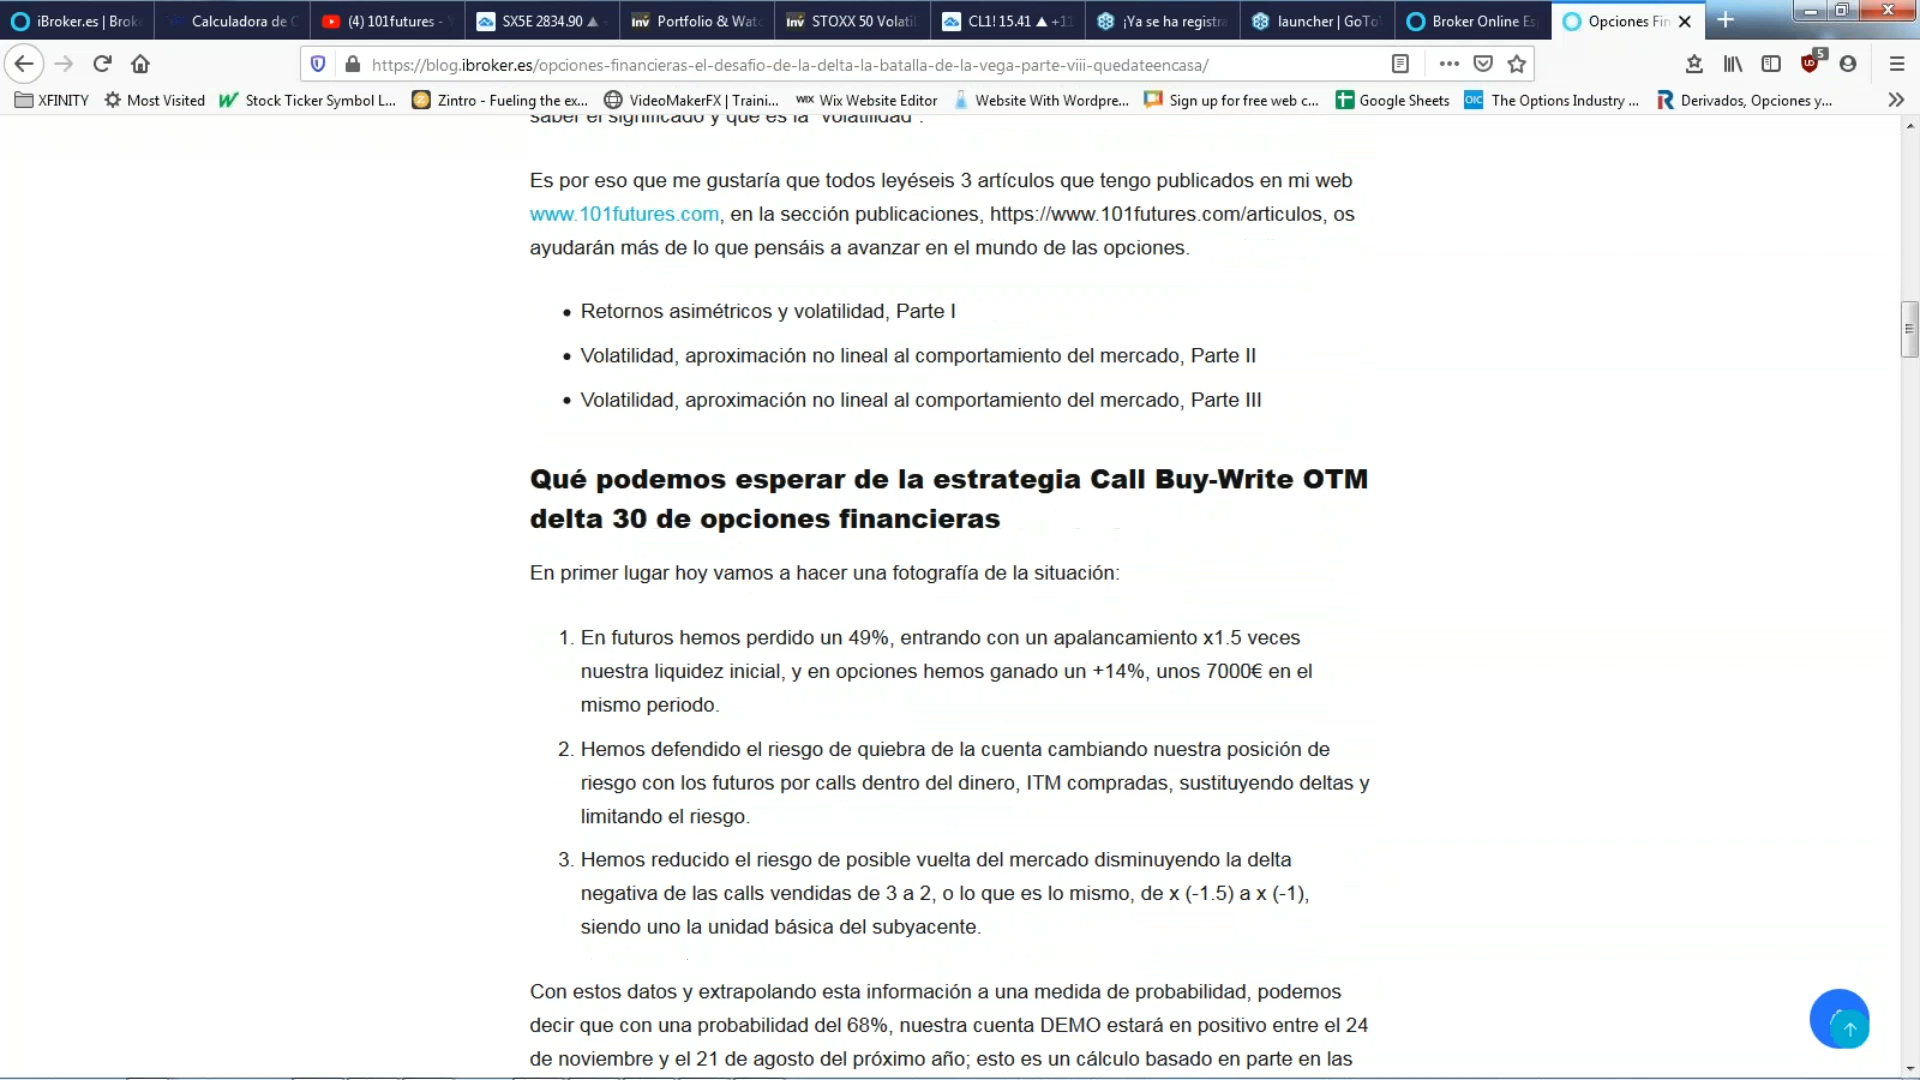 iBroker.es | Brok
Calculadora de C
(4) 101futures - Y
SX5E 2834.90 ▲ +
Portfolio & Watc
STOXX 50 Volatil
CL1! 15.41 ▲ +11
¡Ya se ha registra
launcher | GoTo
Broker Online Es
Opciones Fin
https://blog.ibroker.es/opciones-financieras-el-desafio-de-la-delta-la-batalla-de-la-vega-parte-viii-quedateencasa/
5
XFINITY
Most Visited
Stock Ticker Symbol L...
Zintro - Fueling the ex...
VideoMakerFX | Traini...
WIX Wix Website Editor
Website With Wordpre...
Sign up for free web c...
Google Sheets
OIC The Options Industry ...
Derivados, Opciones y...
saber el significado y qué es la "volatilidad".
Es por eso que me gustaría que todos leyéseis 3 artículos que tengo publicados en mi web
www.101futures.com, en la sección publicaciones, https://www.101futures.com/articulos, os
ayudarán más de lo que pensáis a avanzar en el mundo de las opciones.
• Retornos asimétricos y volatilidad, Parte I
• Volatilidad, aproximación no lineal al comportamiento del mercado, Parte II
• Volatilidad, aproximación no lineal al comportamiento del mercado, Parte III
Qué podemos esperar de la estrategia Call Buy-Write OTM
delta 30 de opciones financieras
En primer lugar hoy vamos a hacer una fotografía de la situación:
1. En futuros hemos perdido un 49%, entrando con un apalancamiento x1.5 veces
nuestra liquidez inicial, y en opciones hemos ganado un +14%, unos 7000€ en el
mismo periodo.
2. Hemos defendido el riesgo de quiebra de la cuenta cambiando nuestra posición de
riesgo con los futuros por calls dentro del dinero, ITM compradas, sustituyendo deltas y
limitando el riesgo.
3. Hemos reducido el riesgo de posible vuelta del mercado disminuyendo la delta
negativa de las calls vendidas de 3 a 2, o lo que es lo mismo, de x (-1.5) a x (-1),
siendo uno la unidad básica del subyacente.
Con estos datos y extrapolando esta información a una medida de probabilidad, podemos
decir que con una probabilidad del 68%, nuestra cuenta DEMO estará en positivo entre el 24
de noviembre y el 21 de agosto del próximo año; esto es un cálculo basado en parte en las